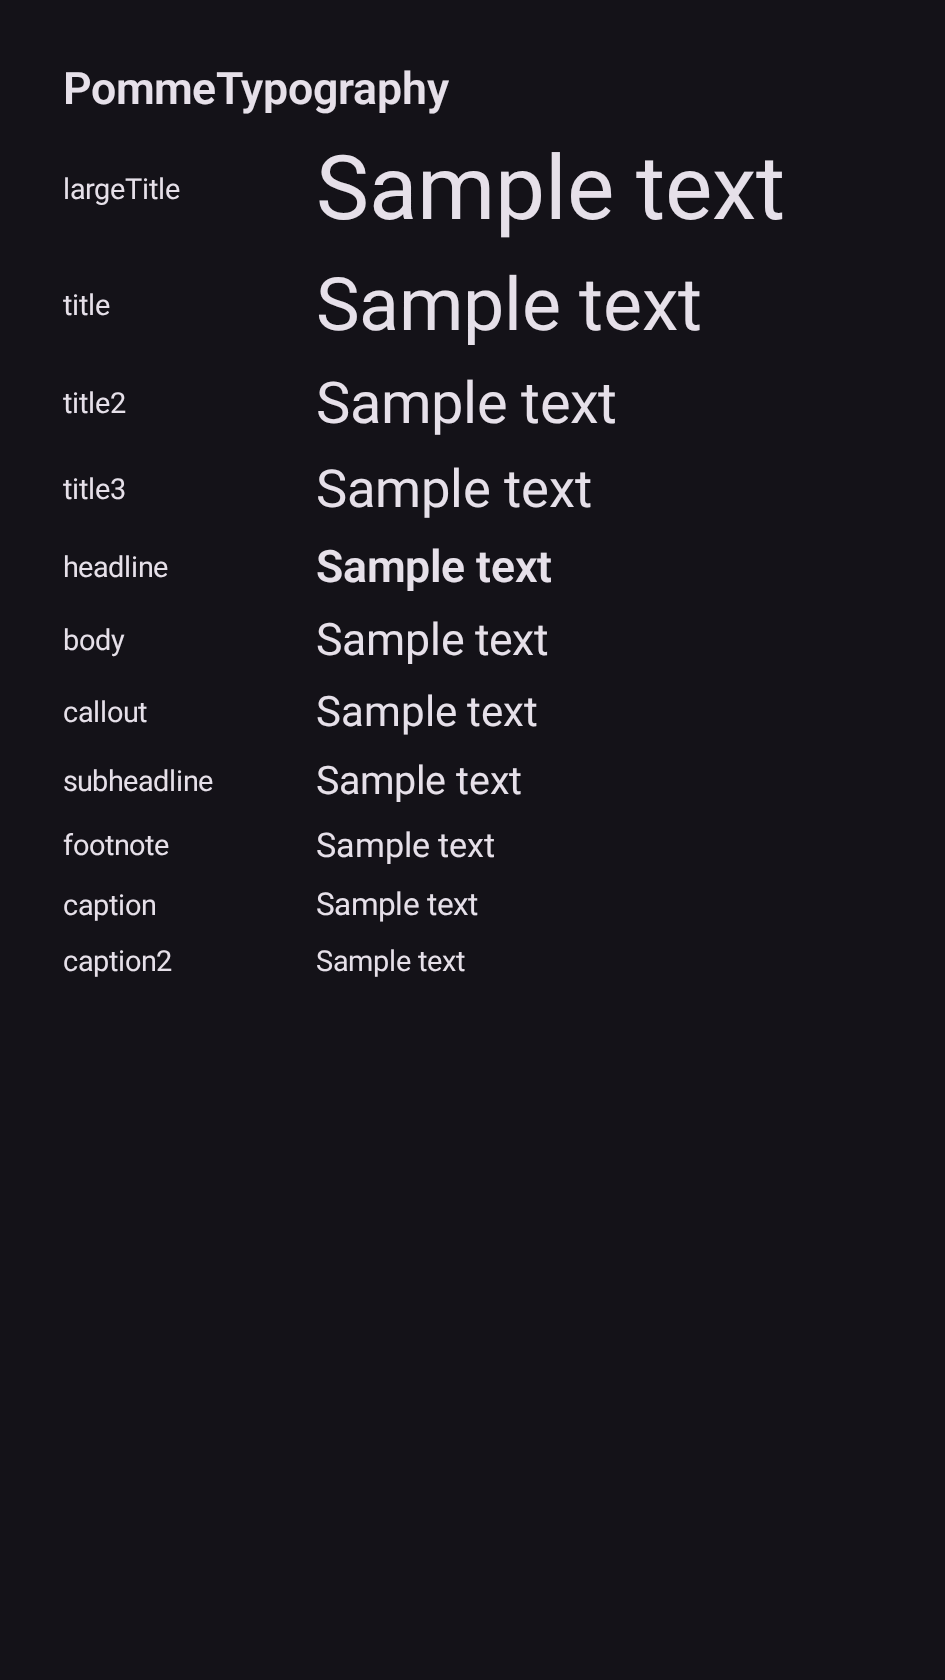 PommeTypography
largeTitle Sample text
title Sample text
title2 Sample text
title3 Sample text
headline Sample text
body Sample text
callout Sample text
subheadline Sample text
footnote Sample text
caption Sample text
caption2 Sample text